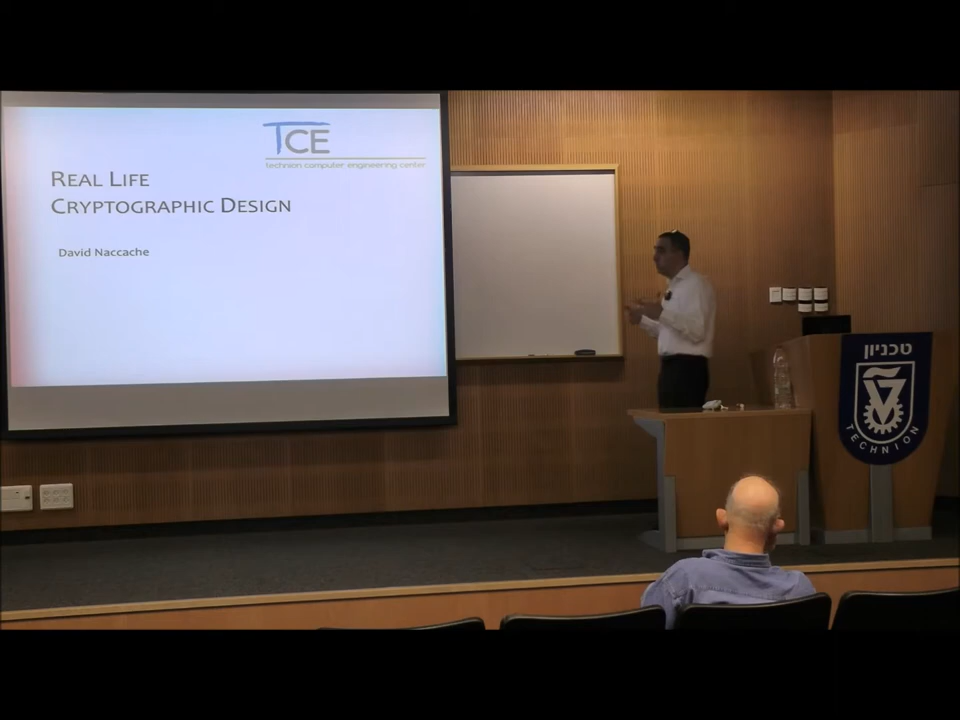 TCE
technion computer engineering center
REAL LIFE
CRYPTOGRAPHIC DESIGN
David Naccache
טכניון
TECHNION